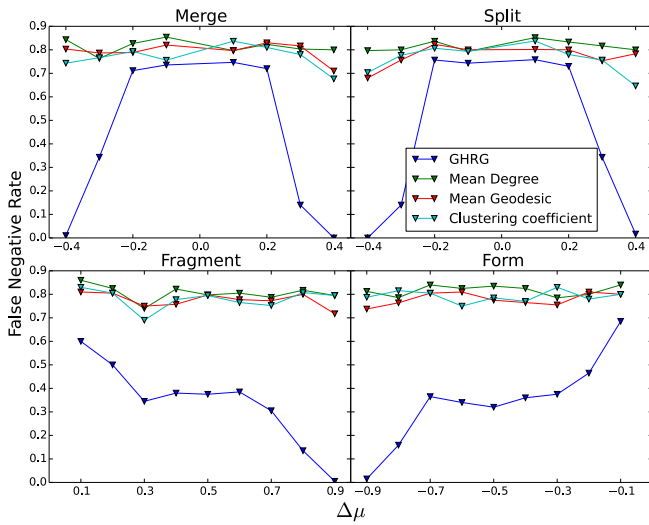 Merge Split
0.9
0.8
0.7
0.6
0.5
0.4
0.3
0.2
0.1
0.0
−0.4 −0.2 0.0 0.2 0.4
−0.4 −0.2 0.0 0.2 0.4
GHRG
Mean Degree
Mean Geodesic
Clustering coefficient
False Negative Rate
Fragment Form
0.9
0.8
0.7
0.6
0.5
0.4
0.3
0.2
0.1
0.0
0.1 0.3 0.5 0.7 0.9
−0.9 −0.7 −0.5 −0.3 −0.1
Δμ